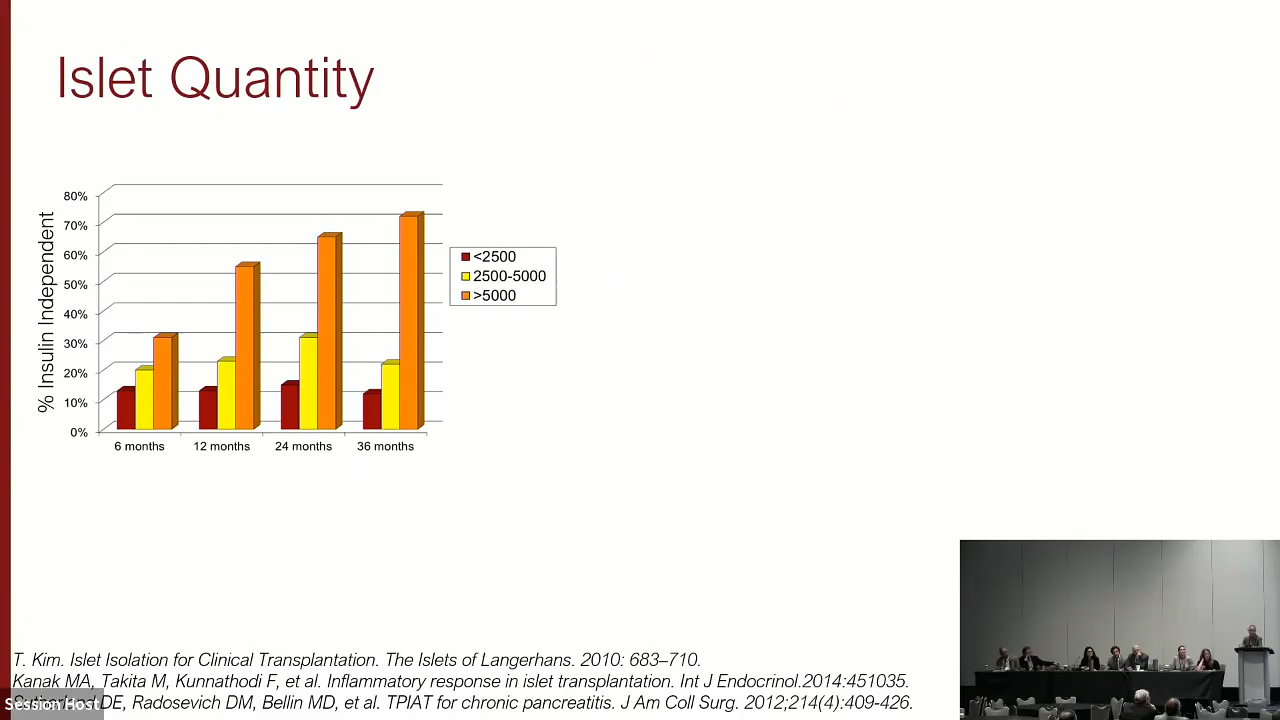 Islet Quantity
% Insulin Independent
80%
70%
60%
50%
40%
30%
20%
10%
0%
6 months 12 months 24 months 36 months
<2500
2500-5000
>5000
T. Kim. Islet Isolation for Clinical Transplantation. The Islets of Langerhans. 2010: 683–710.
Kanak MA, Takita M, Kunnathodi F, et al. Inflammatory response in islet transplantation. Int J Endocrinol.2014:451035.
Sutherland DE, Radosevich DM, Bellin MD, et al. TPIAT for chronic pancreatitis. J Am Coll Surg. 2012;214(4):409-426.
Session Host